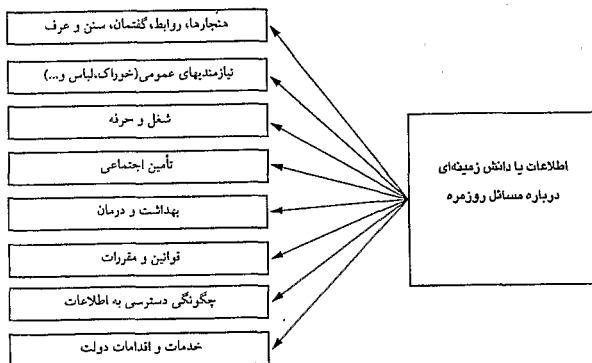 اطلاعات یا دانش زمینه‌ای
درباره مسائل روزمره
هنجارها، روابط، گفتمان، سنن و عرف
نیازمندیهای عمومی(خوراک،لباس و...)
شغل و حرفه
تأمین اجتماعی
بهداشت و درمان
قوانین و مقررات
چگونگی دسترسی به اطلاعات
خدمات و اقدامات دولت